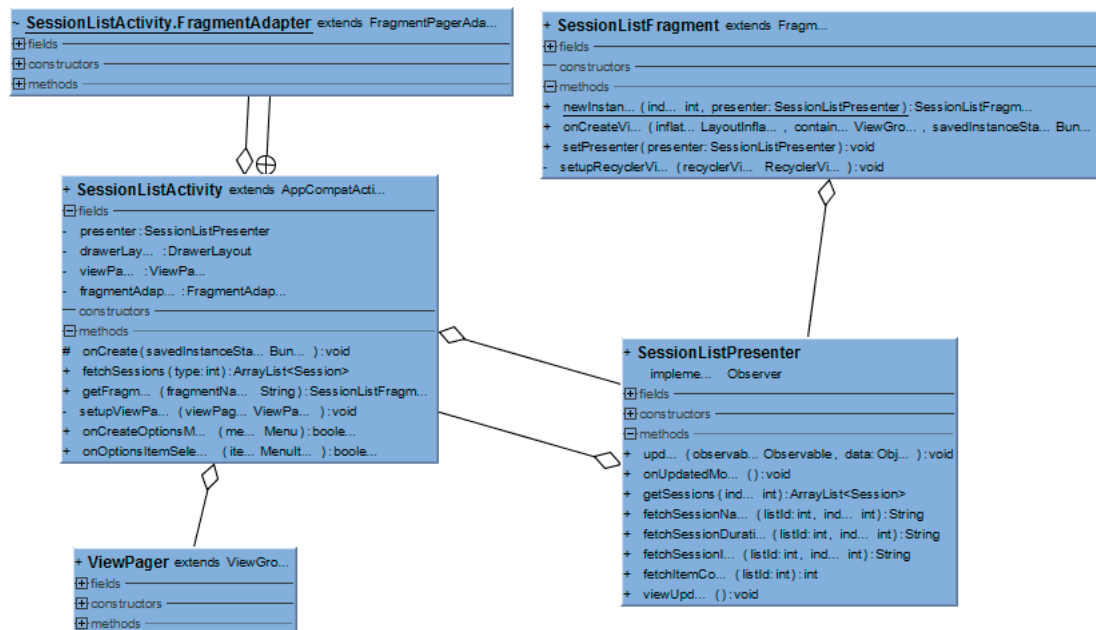 ~ SessionListActivity.FragmentAdapter extends FragmentPagerAda...
fields
constructors
methods
+ SessionListFragment extends Fragm...
fields
constructors
methods
+ newInstan... (ind... int, presenter:SessionListPresenter):SessionListFragm...
+ onCreateVi... (inflat... LayoutInfla... , contain... ViewGro... , savedInstanceSta... Bun...
+ setPresenter(presenter:SessionListPresenter):void
- setupRecyclerVi... (recyclerVi... RecyclerVi... ):void
+ SessionListActivity extends AppCompatActi...
fields
- presenter:SessionListPresenter
- drawerLay... :DrawerLayout
- viewPa... :ViewPa...
- fragmentAdap... :FragmentAdap...
constructors
methods
# onCreate(savedInstanceSta... Bun... ):void
+ fetchSessions(type:int):ArrayList<Session>
+ getFragm... (fragmentNa... String):SessionListFragm...
- setupViewPa... (viewPag... ViewPa... ):void
+ onCreateOptionsM... (me... Menu):boole...
+ onOptionsItemSele... (ite... MenuIt... ):boole...
+ SessionListPresenter
impleme... Observer
fields
constructors
methods
+ upd... (observab... Observable, data:Obj... ):void
+ onUpdatedMo... ():void
+ getSessions(ind... int):ArrayList<Session>
+ fetchSessionNa... (listId:int, ind... int):String
+ fetchSessionDurati... (listId:int, ind... int):String
+ fetchSessionI... (listId:int, ind... int):String
+ fetchItemCo... (listId:int):int
+ viewUpd... ():void
+ ViewPager extends ViewGro...
fields
constructors
methods